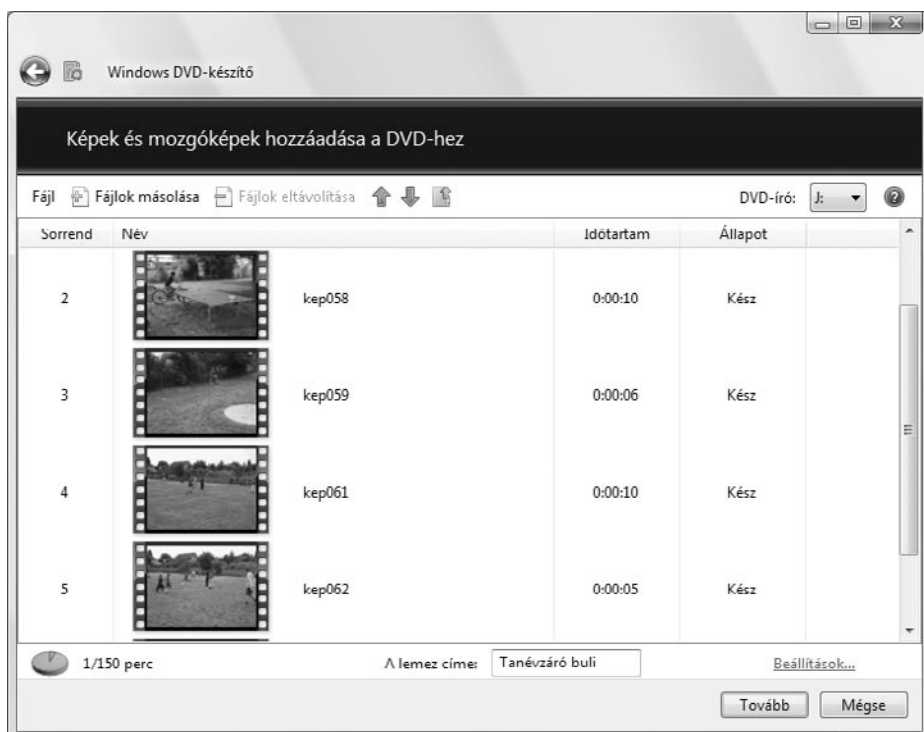 Windows DVD-készítő
Képek és mozgóképek hozzáadása a DVD-hez
Fájl Fájlok másolása Fájlok eltávolítása DVD-író: J:
Sorrend Név Időtartam Állapot
2 kep058 0:00:10 Kész
3 kep059 0:00:06 Kész
4 kep061 0:00:10 Kész
5 kep062 0:00:05 Kész
1/150 perc A lemez címe: Tanévzáró buli Beállítások...
Tovább Mégse